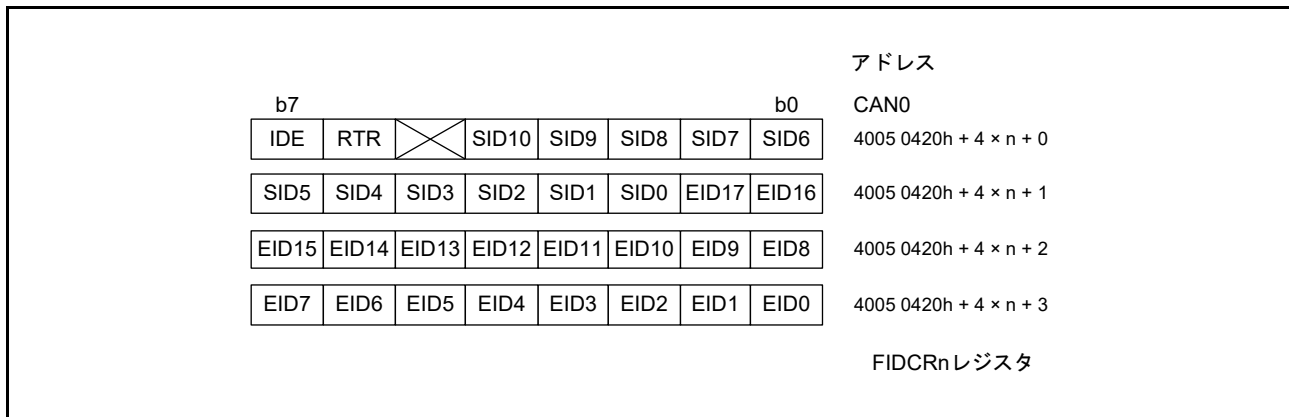 アドレス
b7 b0 CAN0
IDE RTR SID10 SID9 SID8 SID7 SID6 4005 0420h + 4 × n + 0
SID5 SID4 SID3 SID2 SID1 SID0 EID17 EID16 4005 0420h + 4 × n + 1
EID15 EID14 EID13 EID12 EID11 EID10 EID9 EID8 4005 0420h + 4 × n + 2
EID7 EID6 EID5 EID4 EID3 EID2 EID1 EID0 4005 0420h + 4 × n + 3
FIDCRnレジスタ